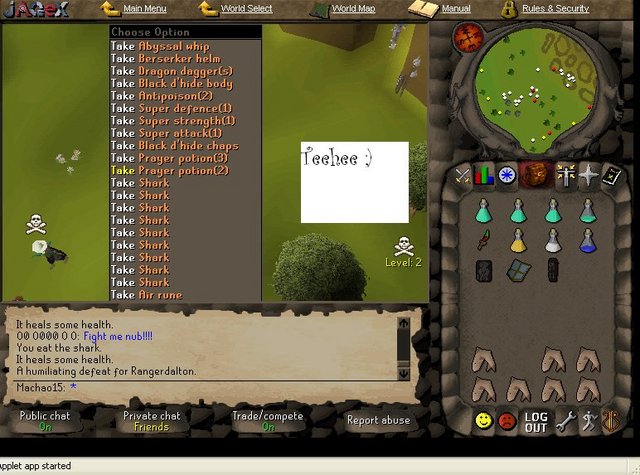 JAGEX
Main Menu
World Select
World Map
Manual
Rules & Security
Choose Option
Take Abyssal whip
Take Berserker helm
Take Dragon dagger(s)
Take Black d'hide body
Take Antipoison(2)
Take Super defence(1)
Take Super strength(1)
Take Super attack(1)
Take Black d'hide chaps
Take Prayer potion(3)
Take Prayer potion(2)
Take Shark
Take Shark
Take Shark
Take Shark
Take Shark
Take Shark
Take Shark
Take Shark
Take Shark
Take Air rune
Teehee :)
Level: 2
It heals some health.
00 0000 0 0: Fight me nub!!!!
You eat the shark.
It heals some health.
A humiliating defeat for Rangerdalton.
Machao15: *
Public chat
On
Private chat
Friends
Trade/compete
On
Report abuse
LOG
OUT
Applet app started